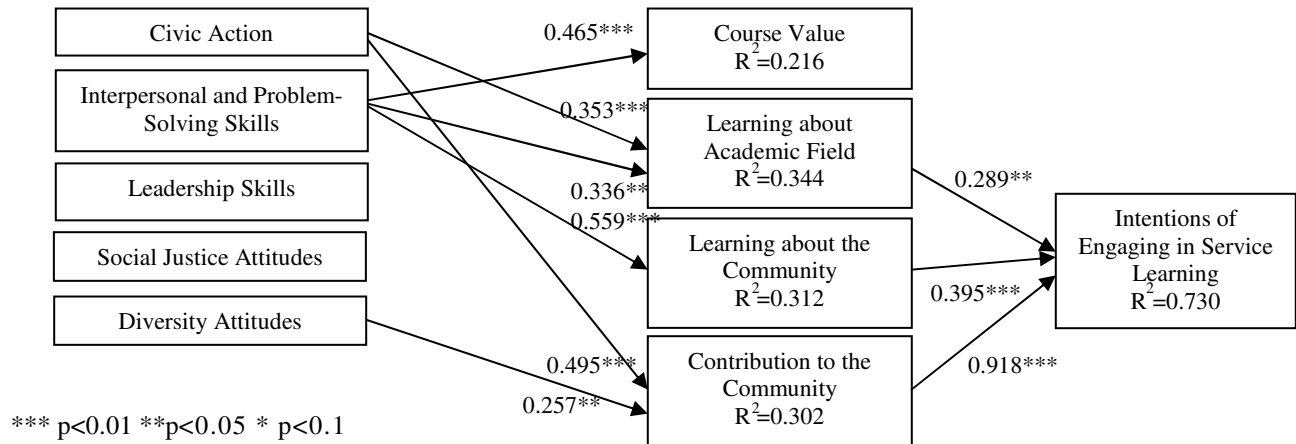 Civic Action
Interpersonal and Problem-
Solving Skills
Leadership Skills
Social Justice Attitudes
Diversity Attitudes
*** p<0.01 **p<0.05 * p<0.1
0.465***
0.353***
0.336**
0.559***
0.495***
0.257**
Course Value
R²=0.216
Learning about
Academic Field
R²=0.344
Learning about the
Community
R²=0.312
Contribution to the
Community
R²=0.302
0.289**
0.395***
0.918***
Intentions of
Engaging in Service
Learning
R²=0.730